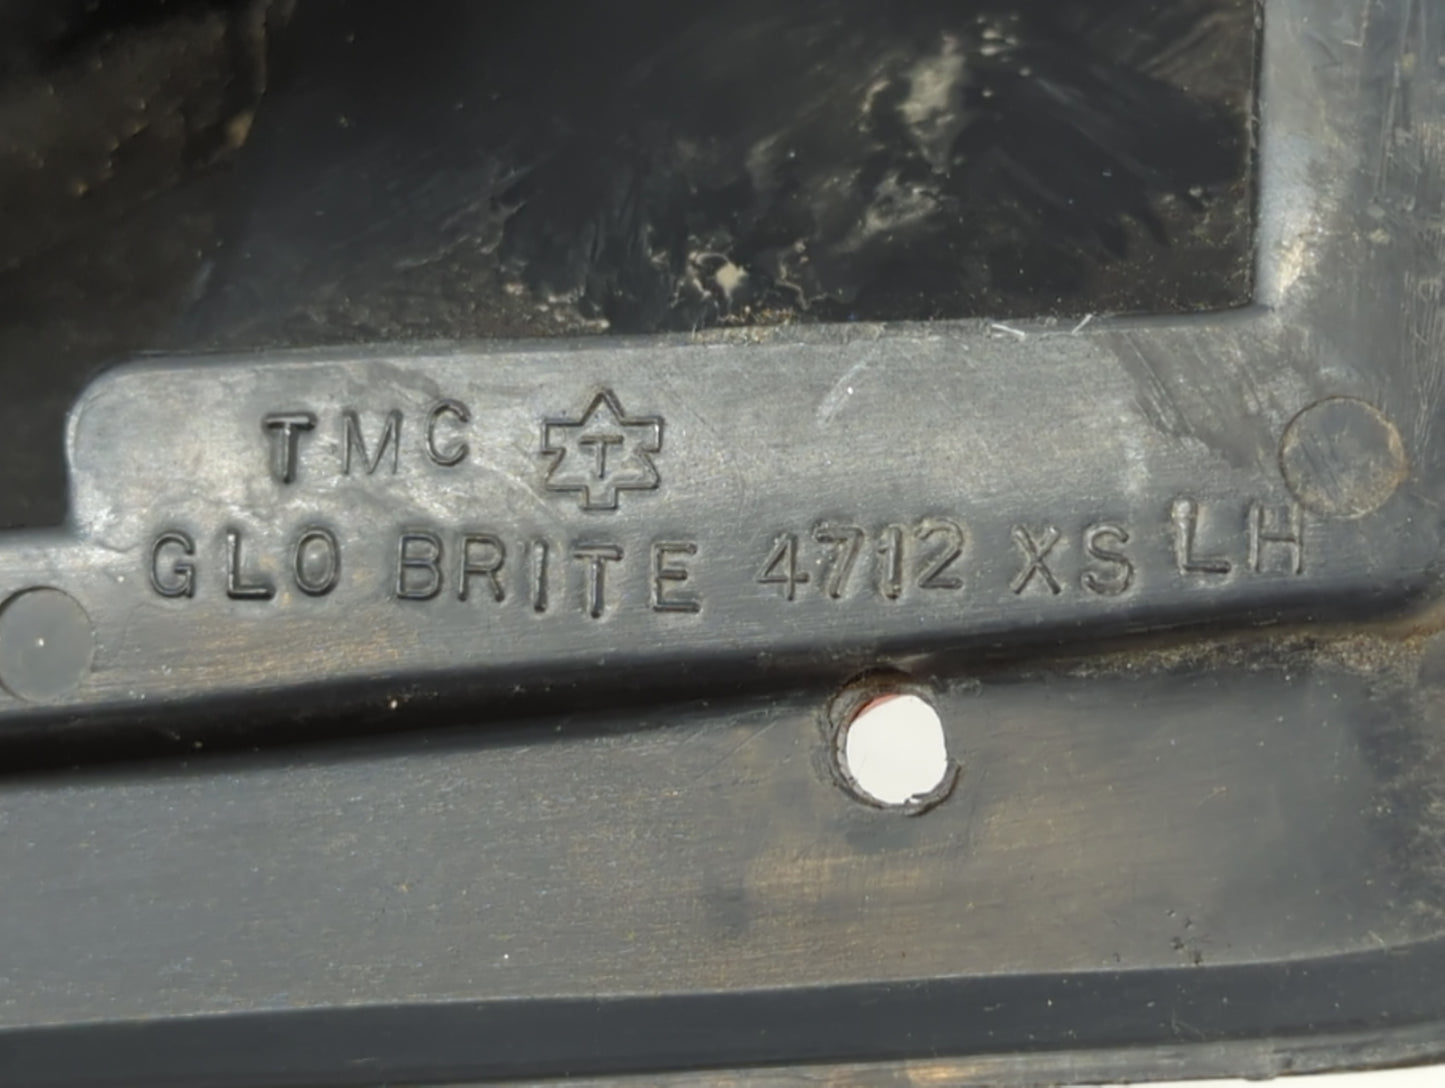 TMC T
GLO BRITE 4712 XS LH